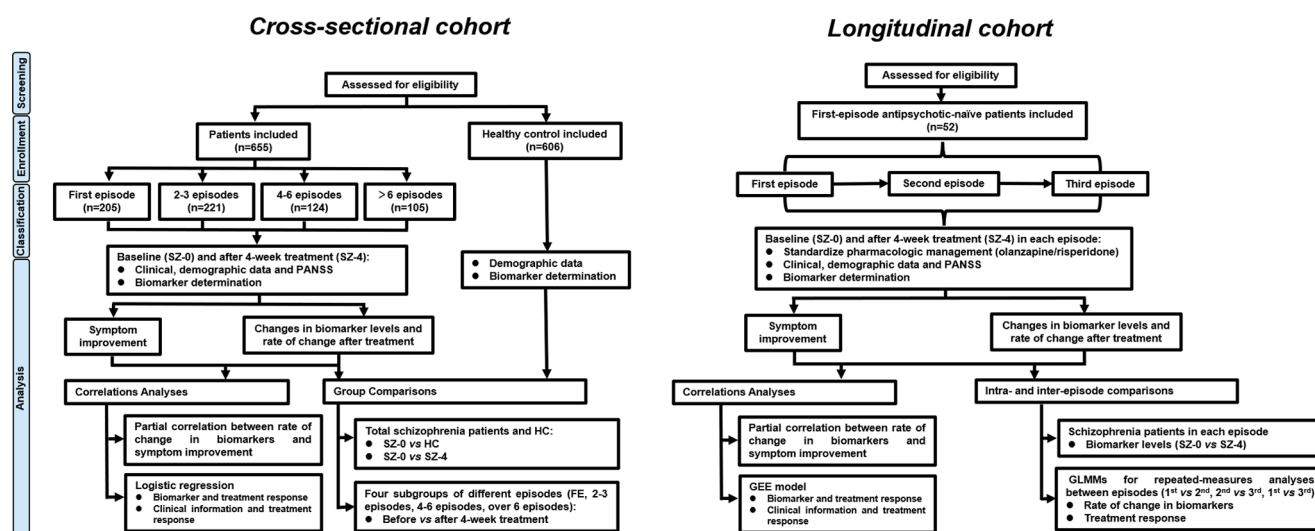 Cross-sectional cohort
Screening
Enrollment
Classification
Analysis
Assessed for eligibility
Patients included
(n=655)
Healthy control included
(n=606)
First episode
(n=205)
2-3 episodes
(n=221)
4-6 episodes
(n=124)
>6 episodes
(n=105)
Baseline (SZ-0) and after 4-week treatment (SZ-4):
● Clinical, demographic data and PANSS
● Biomarker determination
● Demographic data
● Biomarker determination
Symptom
improvement
Changes in biomarker levels and
rate of change after treatment
Correlations Analyses
Group Comparisons
Partial correlation between rate of
change in biomarkers and
symptom improvement
Logistic regression
● Biomarker and treatment response
● Clinical information and treatment
response
Total schizophrenia patients and HC:
● SZ-0 vs HC
● SZ-0 vs SZ-4
Four subgroups of different episodes (FE, 2-3
episodes, 4-6 episodes, over 6 episodes):
● Before vs after 4-week treatment
Longitudinal cohort
Assessed for eligibility
First-episode antipsychotic-naïve patients included
(n=52)
First episode
Second episode
Third episode
Baseline (SZ-0) and after 4-week treatment (SZ-4) in each episode:
● Standardize pharmacologic management (olanzapine/risperidone)
● Clinical, demographic data and PANSS
● Biomarker determination
Symptom
improvement
Changes in biomarker levels and
rate of change after treatment
Correlations Analyses
Intra- and inter-episode comparisons
Partial correlation between rate of
change in biomarkers and
symptom improvement
GEE model
● Biomarker and treatment response
● Clinical information and treatment
response
Schizophrenia patients in each episode
● Biomarker levels (SZ-0 vs SZ-4)
GLMMs for repeated-measures analyses
between episodes (1st vs 2nd, 2nd vs 3rd, 1st vs 3rd)
● Rate of change in biomarkers
● Treatment response